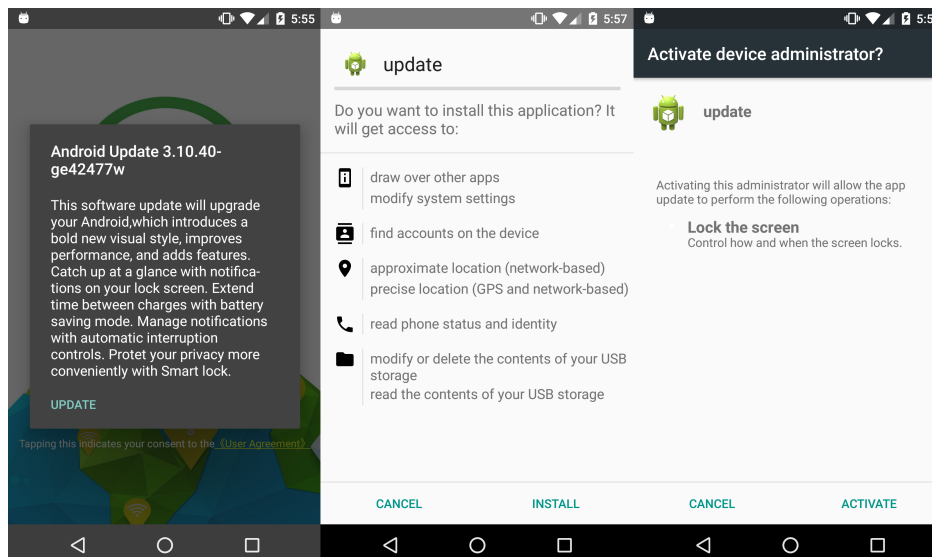 5:55
Android Update 3.10.40-
ge42477w
This software update will upgrade
your Android,which introduces a
bold new visual style, improves
performance, and adds features.
Catch up at a glance with notifica-
tions on your lock screen. Extend
time between charges with battery
saving mode. Manage notifications
with automatic interruption
controls. Protet your privacy more
conveniently with Smart lock.
UPDATE
Tapping this indicates your consent to the《User Agreement》
5:57
update
Do you want to install this application? It
will get access to:
draw over other apps
modify system settings
find accounts on the device
approximate location (network-based)
precise location (GPS and network-based)
read phone status and identity
modify or delete the contents of your USB
storage
read the contents of your USB storage
CANCEL
INSTALL
5:5
Activate device administrator?
update
Activating this administrator will allow the app
update to perform the following operations:
Lock the screen
Control how and when the screen locks.
CANCEL
ACTIVATE